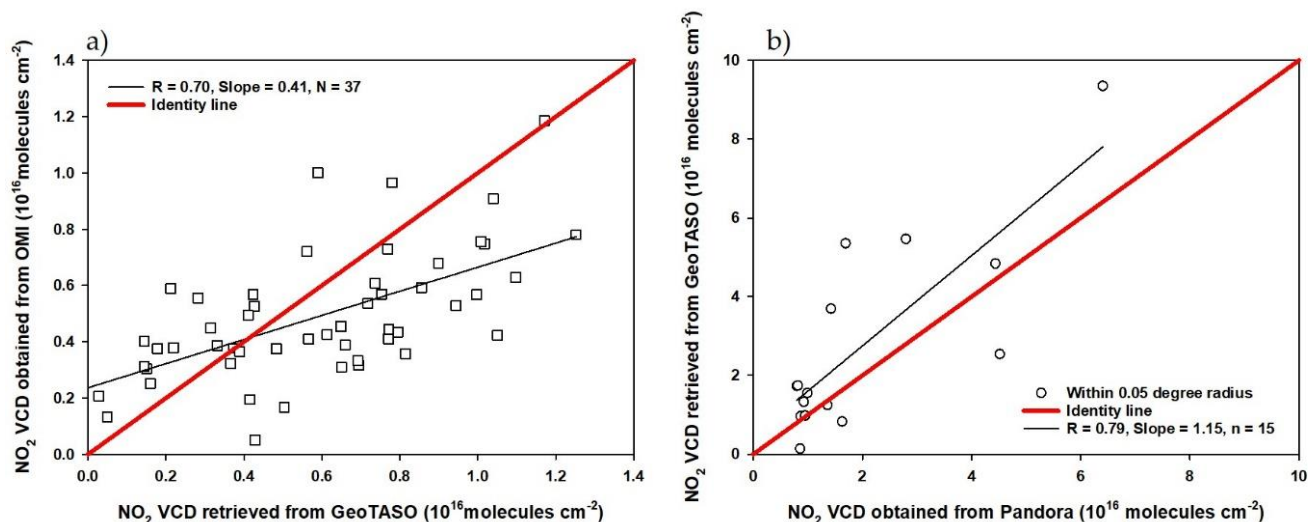 a)
NO2 VCD obtained from OMI (10^16molecules cm^-2)
1.4
1.2
1.0
0.8
0.6
0.4
0.2
0.0
R = 0.70, Slope = 0.41, N = 37
Identity line
0.0 0.2 0.4 0.6 0.8 1.0 1.2 1.4
NO2 VCD retrieved from GeoTASO (10^16molecules cm^-2)
b)
NO2 VCD retrieved from GeoTASO (10^16 molecules cm^-2)
10
8
6
4
2
0
Within 0.05 degree radius
Identity line
R = 0.79, Slope = 1.15, n = 15
0 2 4 6 8 10
NO2 VCD obtained from Pandora (10^16 molecules cm^-2)